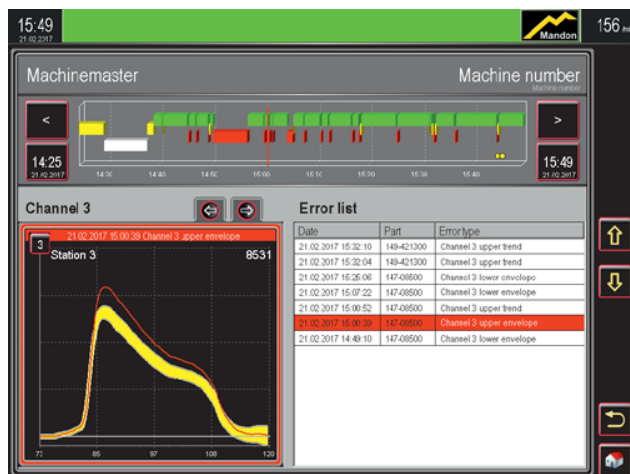 15:49
21.02.2017
Mandon
156 /min
Machinemaster
Machine number
Machine number
<
>
14:25
21.02.2017
14:30 14:40 14:50 15:00 15:10 15:20 15:30 15:40
15:49
21.02.2017
Channel 3
Error list
3
21.02.2017 15:00:39 Channel 3 upper envelope
Station 3
8531
72 85 97 108 120
Date Part Errortype
21.02.2017 15:32:10 149-421300 Channel 3 upper trend
21.02.2017 15:32:04 149-421300 Channel 3 upper trend
21.02.2017 15:25:06 147-08500 Channel 3 lower envelope
21.02.2017 15:07:22 147-08500 Channel 3 lower envelope
21.02.2017 15:00:52 147-08500 Channel 3 upper trend
21.02.2017 15:00:39 147-08500 Channel 3 upper envelope
21.02.2017 14:49:10 147-08500 Channel 3 lower envelope